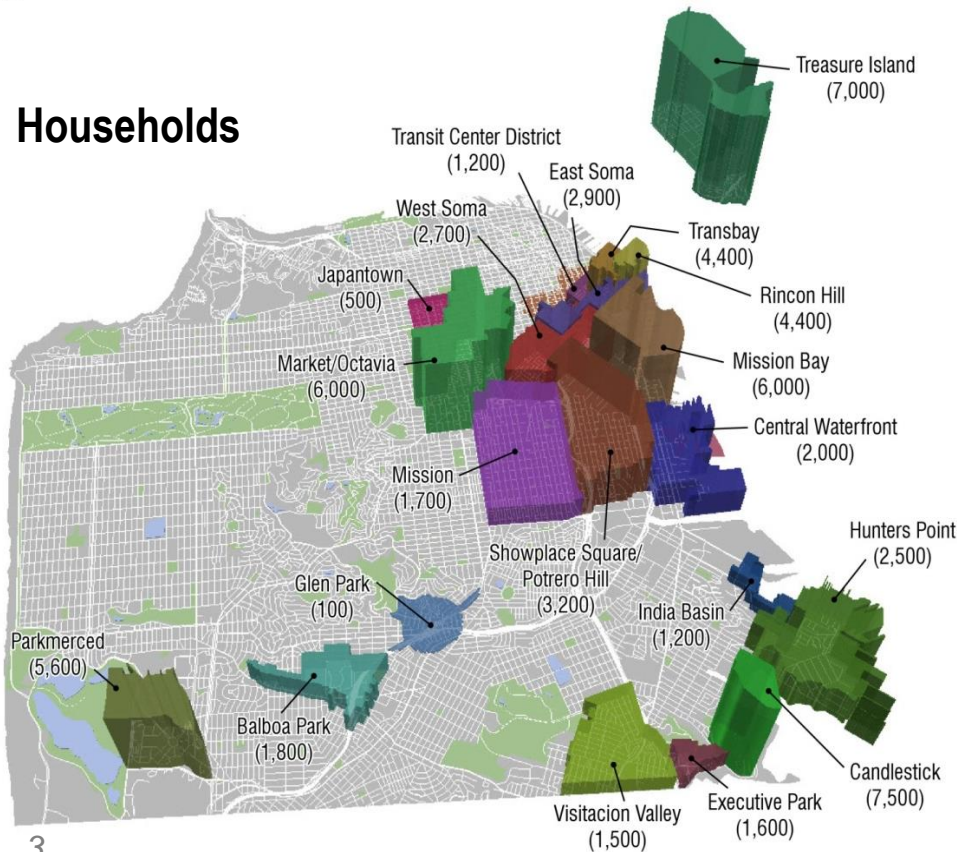 Households
Treasure Island
(7,000)
Transit Center District
(1,200)
East Soma
(2,900)
West Soma
(2,700)
Transbay
(4,400)
Japantown
(500)
Rincon Hill
(4,400)
Market/Octavia
(6,000)
Mission Bay
(6,000)
Central Waterfront
(2,000)
Mission
(1,700)
Showplace Square/
Potrero Hill
(3,200)
Hunters Point
(2,500)
Glen Park
(100)
India Basin
(1,200)
Parkmerced
(5,600)
Balboa Park
(1,800)
Candlestick
(7,500)
Visitacion Valley
(1,500)
Executive Park
(1,600)
3